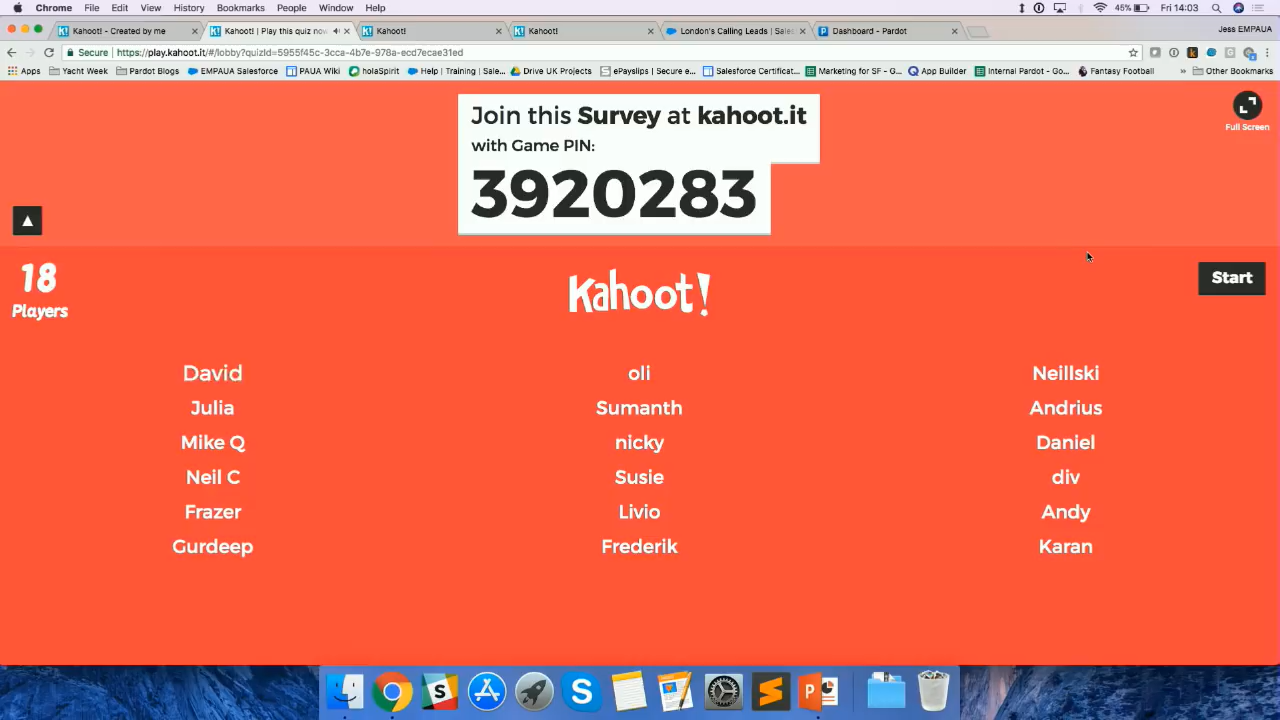 Chrome File Edit View History Bookmarks People Window Help 45% Fri 14:03
Kahoot! - Created by me Kahoot! | Play this quiz now Kahoot! Kahoot! London's Calling Leads | Sales Dashboard - Pardot Jess EMPAUA
Secure https://play.kahoot.it/#/lobby?quizId=5955f45c-3cca-4b7e-978a-ecd7ecae31ed
Apps Yacht Week Pardot Blogs EMPAUA Salesforce PAUA Wiki holaSpirit Help | Training | Sale... Drive UK Projects ePayslips | Secure e... Salesforce Certificat... Marketing for SF - G... App Builder Internal Pardot - Go... Fantasy Football » Other Bookmarks
Join this Survey at kahoot.it
with Game PIN:
3920283
Full Screen
18
Players
Kahoot!
Start
David oli Neillski
Julia Sumanth Andrius
Mike Q nicky Daniel
Neil C Susie div
Frazer Livio Andy
Gurdeep Frederik Karan